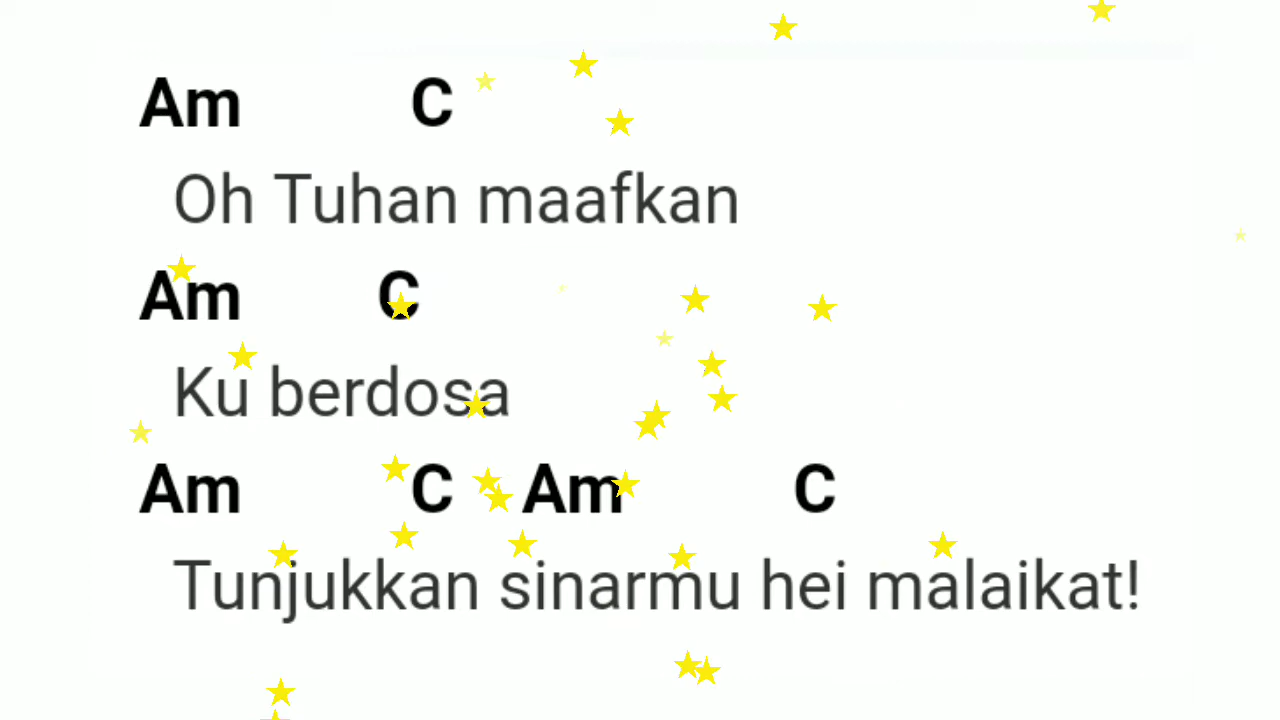 Am C
Oh Tuhan maafkan
Am C
Ku berdosa
Am C Am C
Tunjukkan sinarmu hei malaikat!